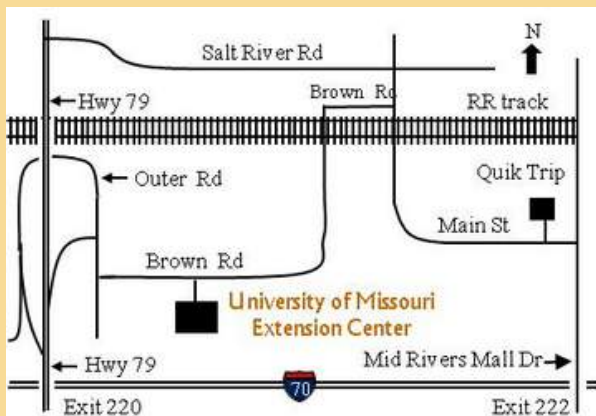 N
Salt River Rd
Brown Rd
Hwy 79
RR track
Outer Rd
Quik Trip
Main St
Brown Rd
University of Missouri
Extension Center
Mid Rivers Mall Dr
Hwy 79
70
Exit 220
Exit 222